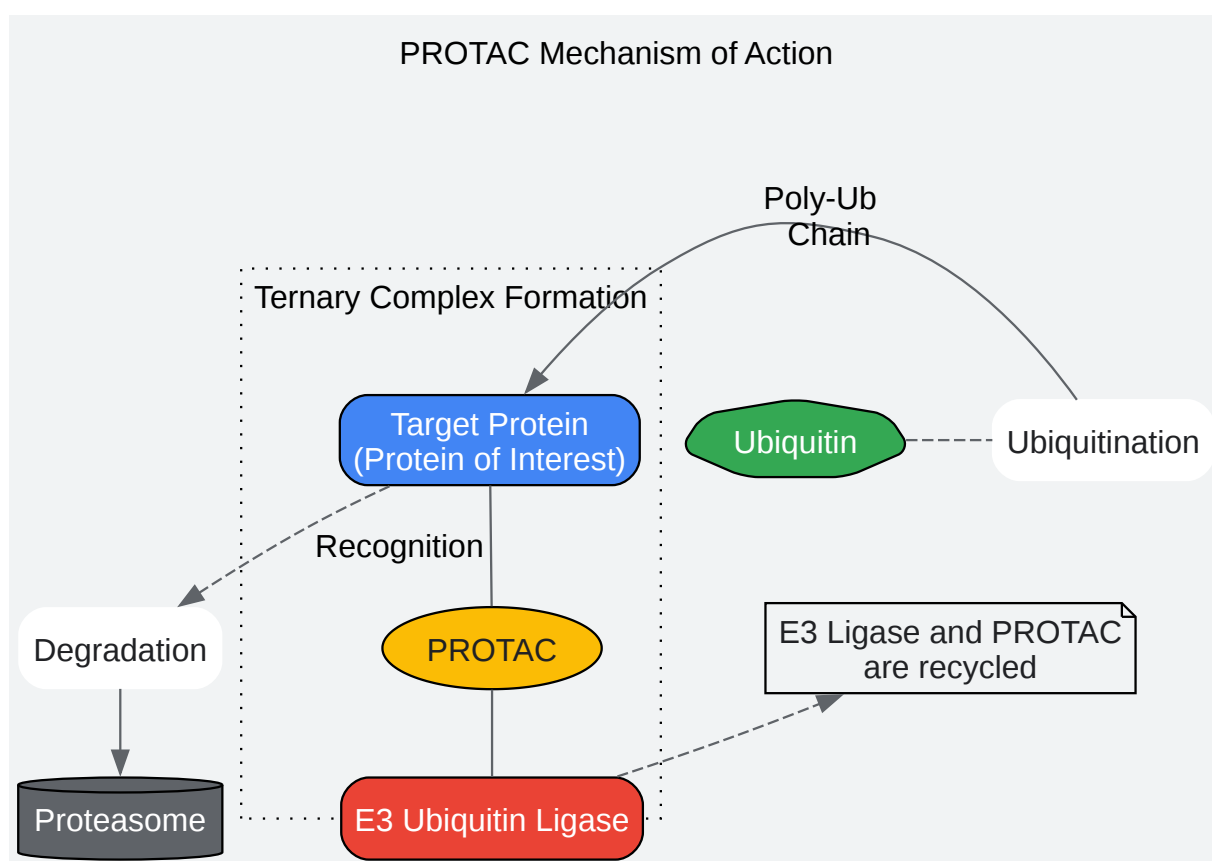 PROTAC Mechanism of Action
Poly-Ub
Chain
Ternary Complex Formation
Target Protein
(Protein of Interest)
Ubiquitin
Ubiquitination
Recognition
Degradation
PROTAC
E3 Ligase and PROTAC
are recycled
Proteasome
E3 Ubiquitin Ligase